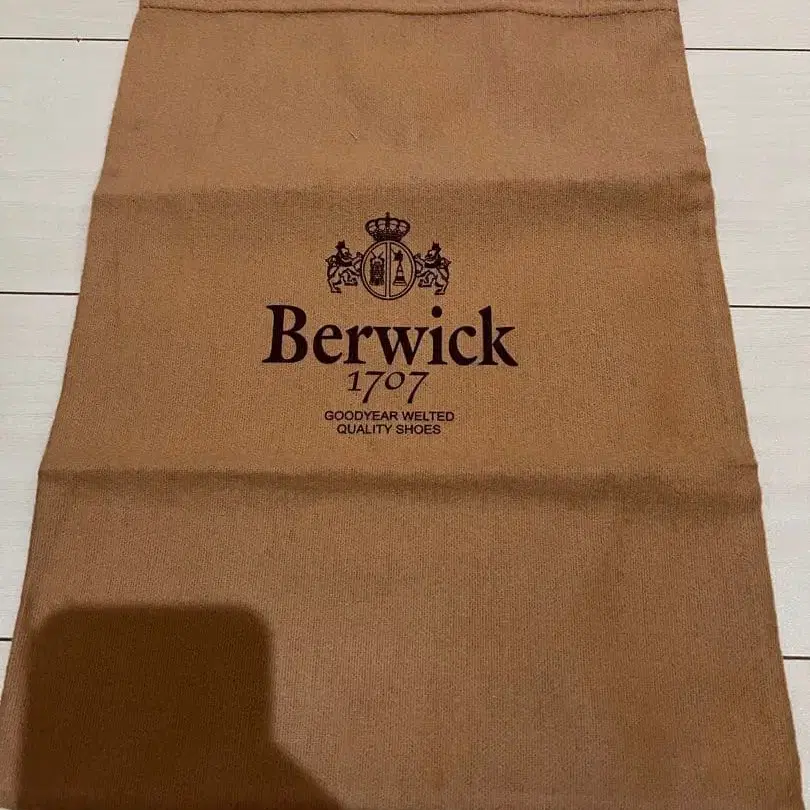 Berwick
1707
GOODYEAR WELTED
QUALITY SHOES